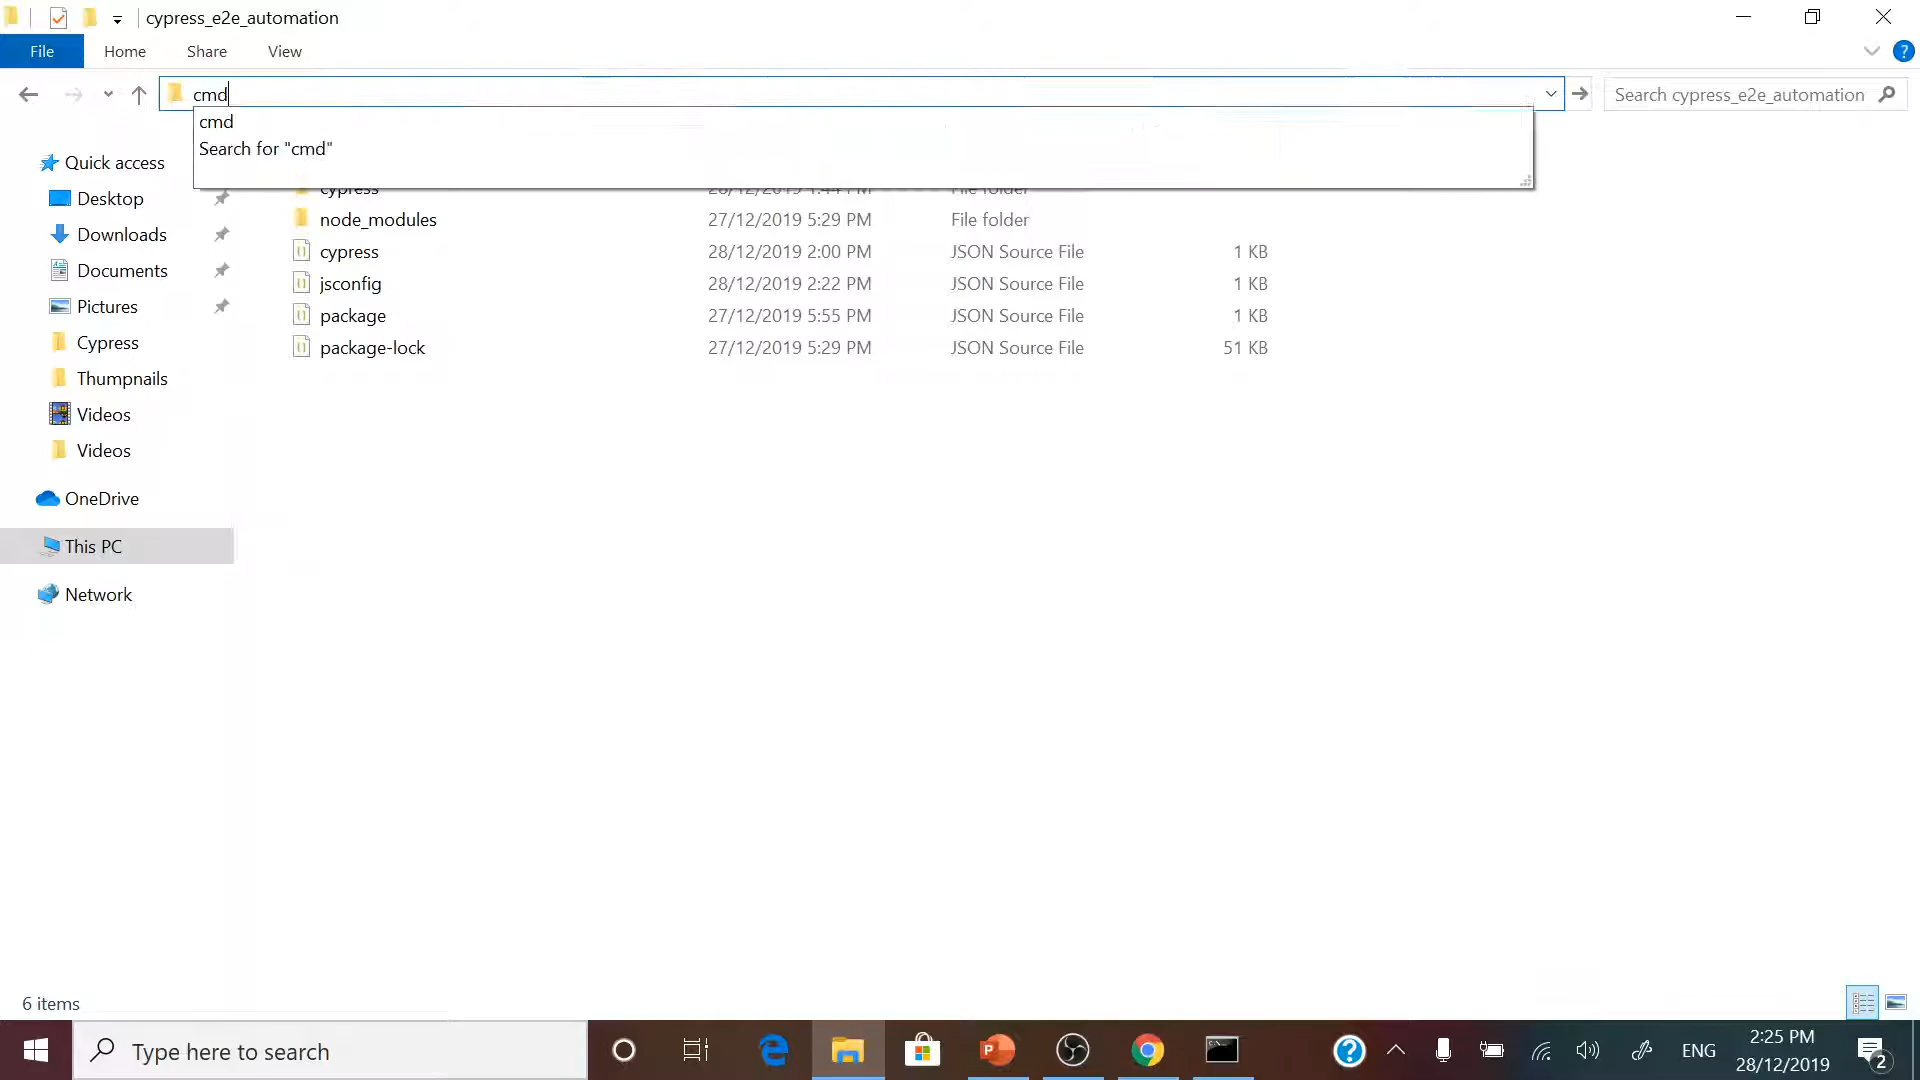 cypress_e2e_automation
File
Home
Share
View
cmd
Search cypress_e2e_automation
cmd
Search for "cmd"
Quick access
Desktop
Downloads
Documents
Pictures
Cypress
Thumpnails
Videos
Videos
OneDrive
This PC
Network
cypress 28/12/2019 1:44 PM File folder
node_modules 27/12/2019 5:29 PM File folder
cypress 28/12/2019 2:00 PM JSON Source File 1 KB
jsconfig 28/12/2019 2:22 PM JSON Source File 1 KB
package 27/12/2019 5:55 PM JSON Source File 1 KB
package-lock 27/12/2019 5:29 PM JSON Source File 51 KB
6 items
Type here to search
ENG
2:25 PM
28/12/2019
2